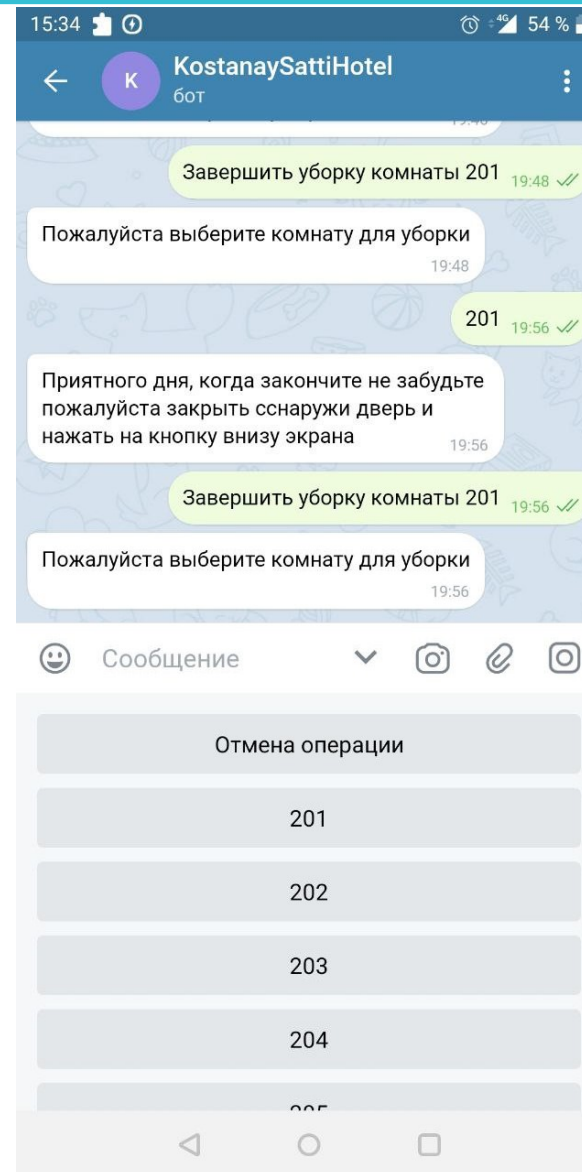 15:34 4G 54 %
K
KostanaySattiHotel
бот
Завершить уборку комнаты 201 19:48
Пожалуйста выберите комнату для уборки
19:48
201 19:56
Приятного дня, когда закончите не забудьте
пожалуйста закрыть сснаружи дверь и
нажать на кнопку внизу экрана 19:56
Завершить уборку комнаты 201 19:56
Пожалуйста выберите комнату для уборки
19:56
Сообщение
Отмена операции
201
202
203
204